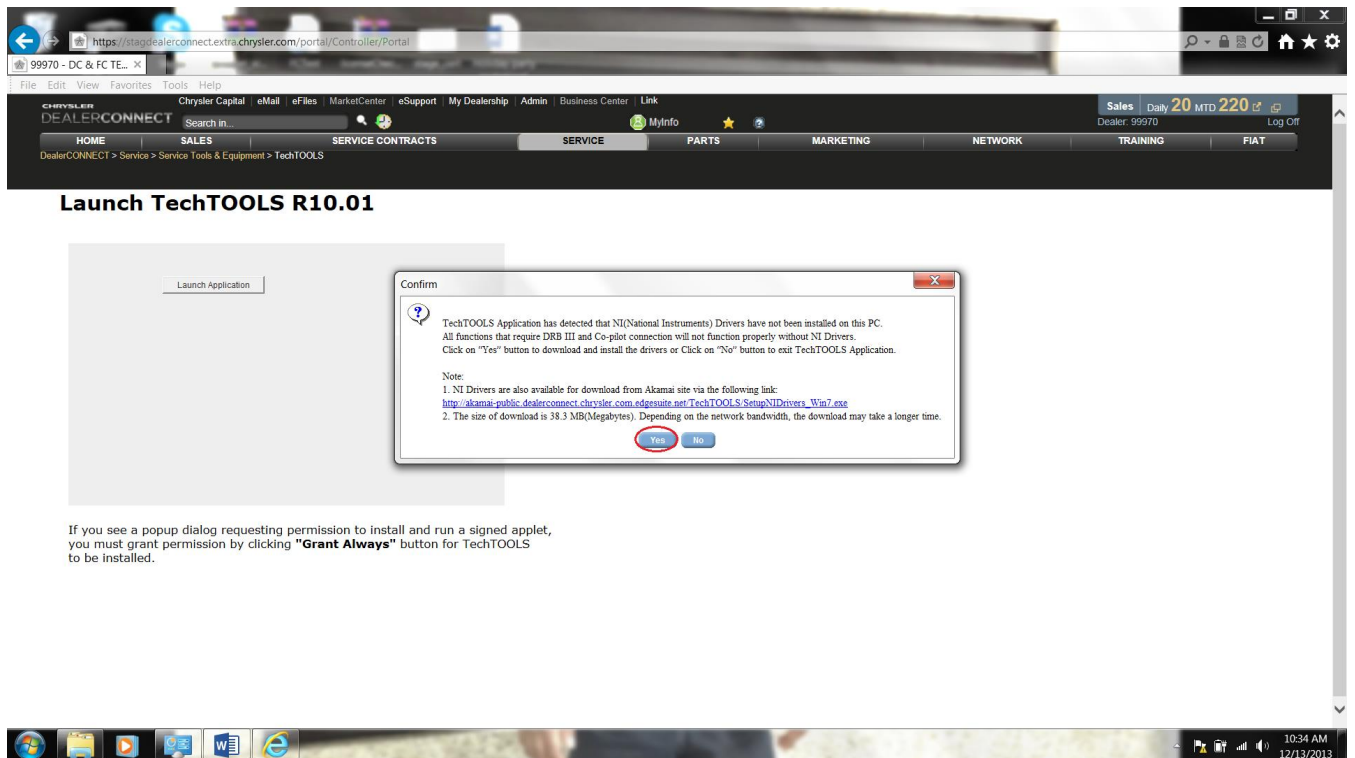 https://stagdealerconnect.extra.chrysler.com/portal/Controller/Portal
99970 - DC & FC TE...
File Edit View Favorites Tools Help
CHRYSLER
DEALERCONNECT
Chrysler Capital | eMail | eFiles | MarketCenter | eSupport | My Dealership | Admin | Business Center | Link
Search in...
MyInfo
Sales Daily 20 MTD 220
Dealer: 99970 Log Off
HOME SALES SERVICE CONTRACTS SERVICE PARTS MARKETING NETWORK TRAINING FIAT
DealerCONNECT > Service > Service Tools & Equipment > TechTOOLS
Launch TechTOOLS R10.01
Launch Application
Confirm
TechTOOLS Application has detected that NI(National Instruments) Drivers have not been installed on this PC.
All functions that require DRB III and Co-pilot connection will not function properly without NI Drivers.
Click on "Yes" button to download and install the drivers or Click on "No" button to exit TechTOOLS Application.
Note:
1. NI Drivers are also available for download from Akamai site via the following link:
http://akamai-public.dealerconnect.chrysler.com.edgesuite.net/TechTOOLS/SetupNIDrivers_Win7.exe
2. The size of download is 38.3 MB(Megabytes). Depending on the network bandwidth, the download may take a longer time.
Yes No
If you see a popup dialog requesting permission to install and run a signed applet,
you must grant permission by clicking "Grant Always" button for TechTOOLS
to be installed.
10:34 AM
12/13/2013